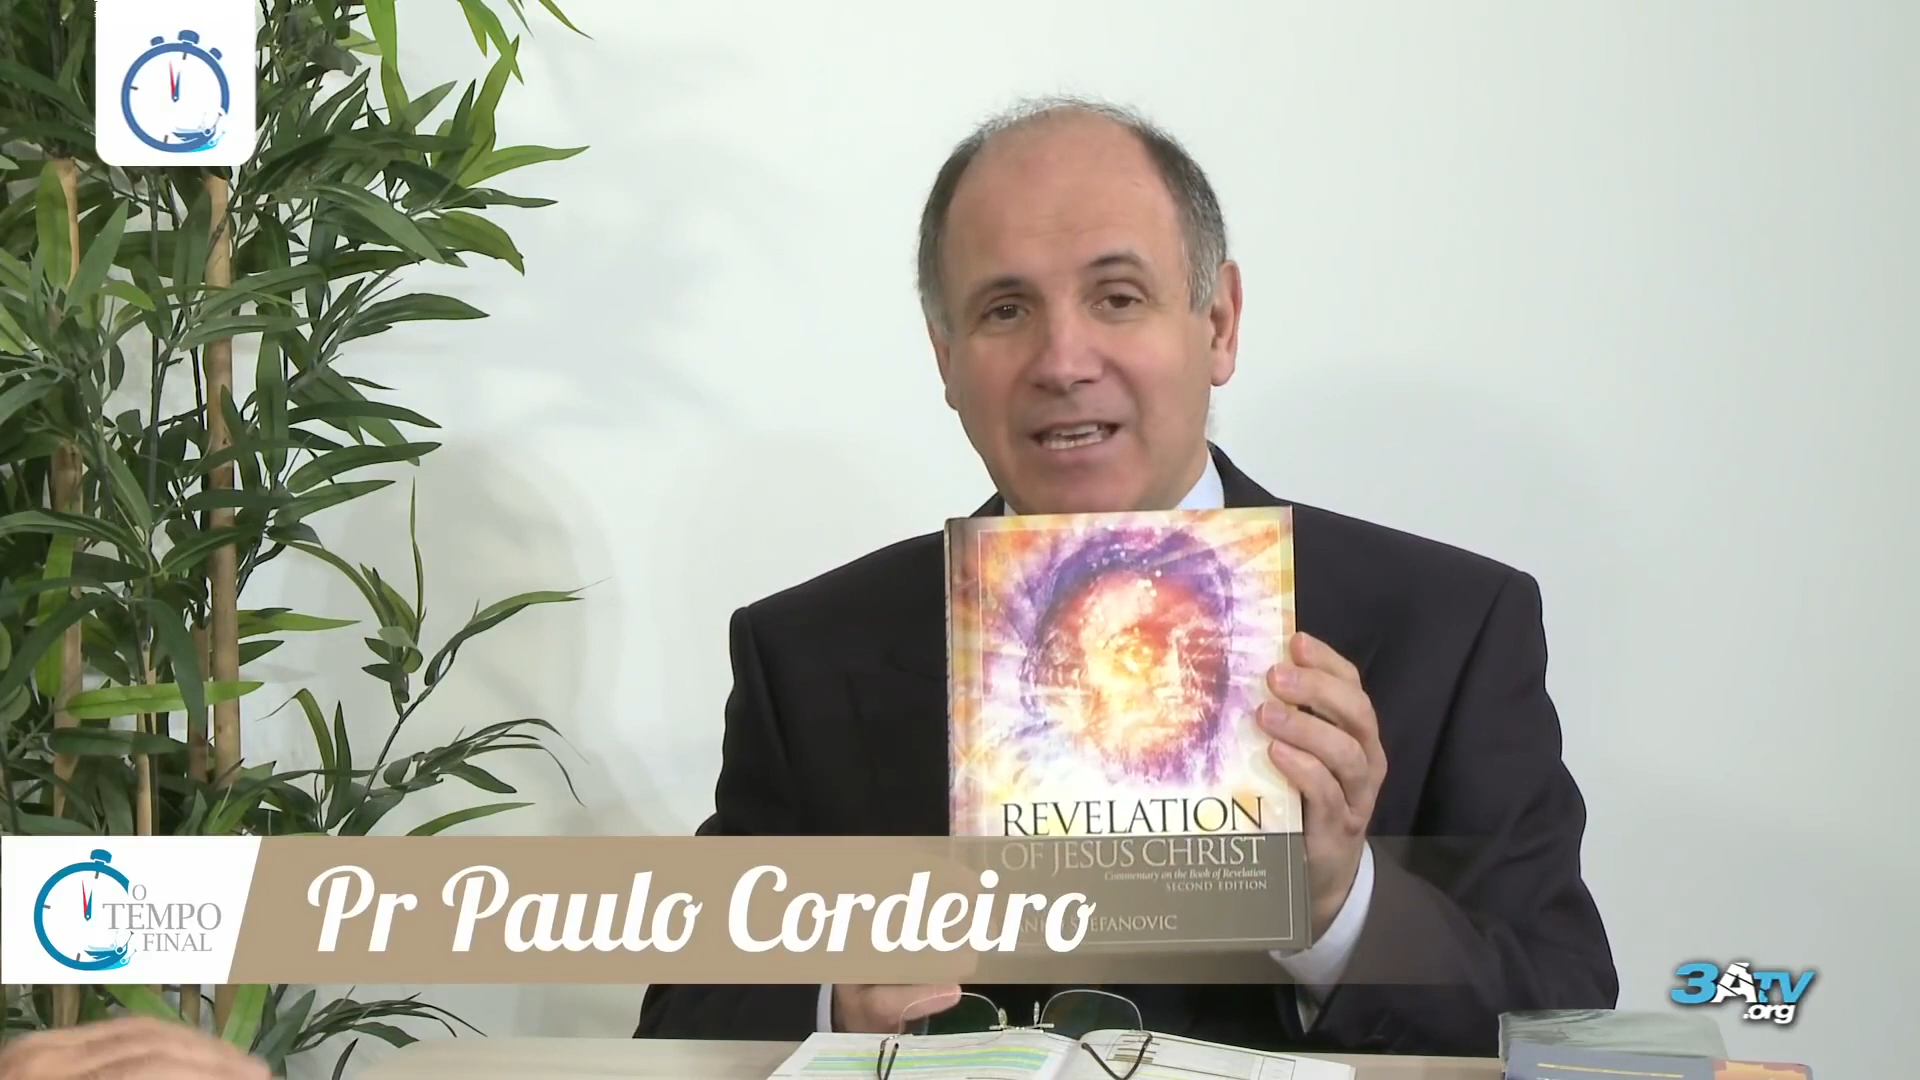 REVELATION
OF JESUS CHRIST
Commentary on the Book of Revelation
SECOND EDITION
STEFANOVIC
O
TEMPO
FINAL
Pr Paulo Cordeiro
3ATV
.org